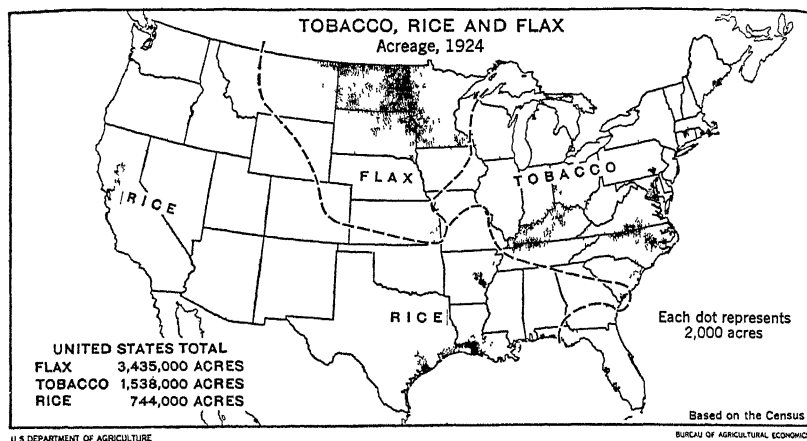 TOBACCO, RICE AND FLAX
Acreage, 1924
FLAX
TOBACCO
RICE
RICE
Each dot represents
2,000 acres
UNITED STATES TOTAL
FLAX 3,435,000 ACRES
TOBACCO 1,538,000 ACRES
RICE 744,000 ACRES
Based on the Census
U.S. DEPARTMENT OF AGRICULTURE
BUREAU OF AGRICULTURAL ECONOMICS